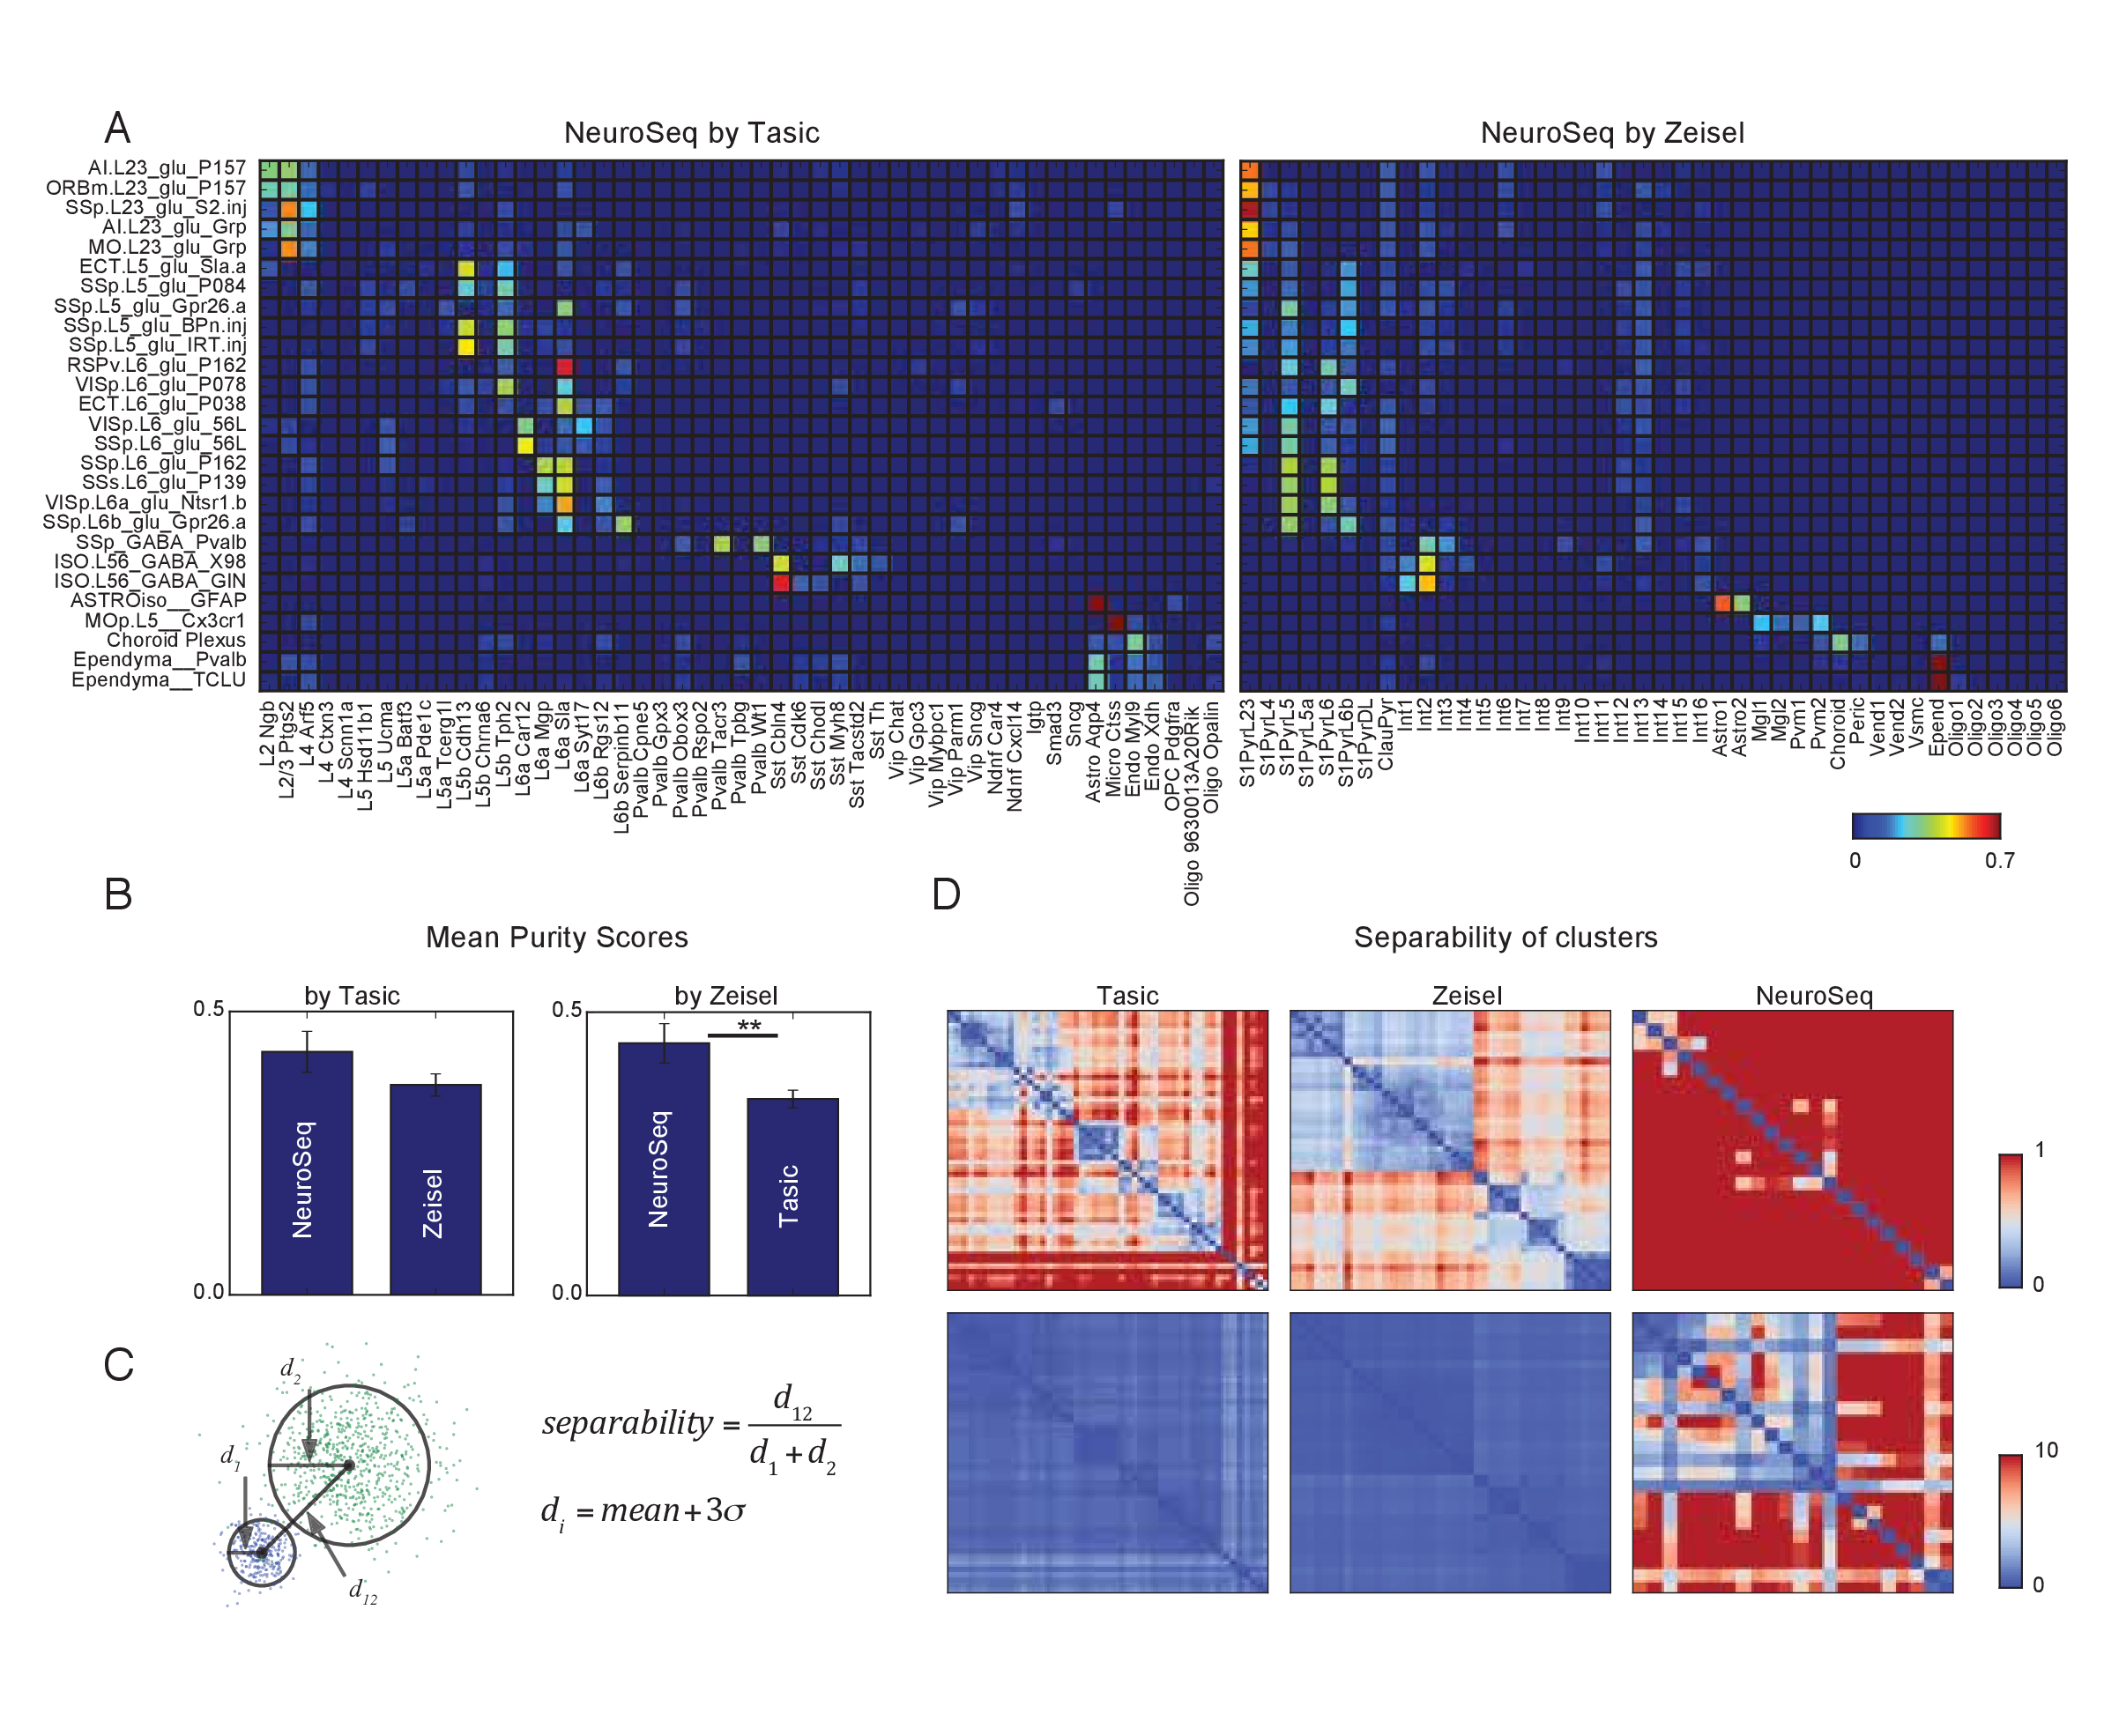 A
NeuroSeq by Tasic
NeuroSeq by Zeisel
AI.L23_glu_P157
ORBm.L23_glu_P157
SSp.L23_glu_S2.inj
AI.L23_glu_Grp
MO.L23_glu_Grp
ECT.L5_glu_Sla.a
SSp.L5_glu_P084
SSp.L5_glu_Gpr26.a
SSp.L5_glu_BPn.inj
SSp.L5_glu_IRT.inj
RSPv.L6_glu_P162
VISp.L6_glu_P078
ECT.L6_glu_P038
VISp.L6_glu_56L
SSp.L6_glu_56L
SSp.L6_glu_P162
SSs.L6_glu_P139
VISp.L6a_glu_Ntsr1.b
SSp.L6b_glu_Gpr26.a
SSp_GABA_Pvalb
ISO.L56_GABA_X98
ISO.L56_GABA_GIN
ASTROiso__GFAP
MOp.L5__Cx3cr1
Choroid Plexus
Ependyma__Pvalb
Ependyma__TCLU
L2 Ngb
L2/3 Ptgs2
L4 Arf5
L4 Ctxn3
L4 Scnn1a
L5 Hsd11b1
L5 Ucma
L5a Batf3
L5a Pde1c
L5a Tcerg1l
L5b Cdh13
L5b Chrna6
L5b Tph2
L6a Car12
L6a Mgp
L6a Sla
L6a Syt17
L6b Rgs12
L6b Serpinb11
Pvalb Cpne5
Pvalb Gpx3
Pvalb Obox3
Pvalb Rspo2
Pvalb Tacr3
Pvalb Tpbg
Pvalb Wt1
Sst Cbln4
Sst Cdk6
Sst Chodl
Sst Myh8
Sst Tacstd2
Sst Th
Vip Chat
Vip Gpc3
Vip Mybpc1
Vip Parm1
Vip Sncg
Ndnf Car4
Ndnf Cxcl14
Igtp
Smad3
Sncg
Astro Aqp4
Micro Ctss
Endo Myl9
Endo Xdh
OPC Pdgfra
Oligo 9630013A20Rik
Oligo Opalin
S1PyrL23
S1PyrL4
S1PyrL5
S1PyrL5a
S1PyrL6
S1PyrL6b
S1PyrDL
ClauPyr
Int1
Int2
Int3
Int4
Int5
Int6
Int7
Int8
Int9
Int10
Int11
Int12
Int13
Int14
Int15
Int16
Astro1
Astro2
Mgl1
Mgl2
Pvm1
Pvm2
Choroid
Peric
Vend1
Vend2
Vsmc
Epend
Oligo1
Oligo2
Oligo3
Oligo4
Oligo5
Oligo6
0 0.7
B
Mean Purity Scores
by Tasic
by Zeisel
0.5
0.0
NeuroSeq
Zeisel
0.5
0.0
**
NeuroSeq
Tasic
C
d2
d1
d12
separability = d12 / d1 + d2
di = mean + 3σ
D
Separability of clusters
Tasic
Zeisel
NeuroSeq
1
0
10
0